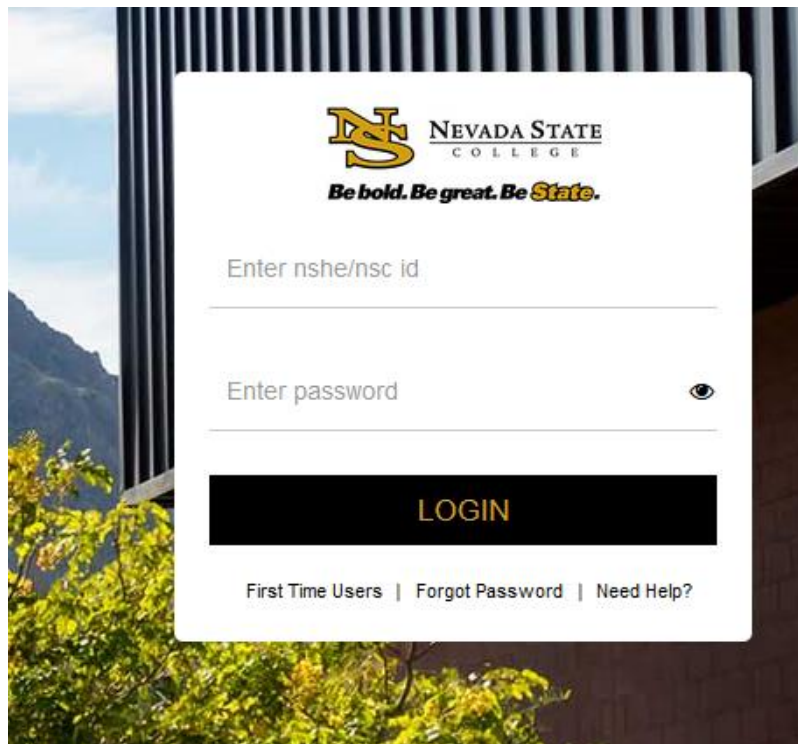 NS
NEVADA STATE
COLLEGE
Be bold. Be great. Be State.
Enter nshe/nsc id
Enter password
LOGIN
First Time Users | Forgot Password | Need Help?